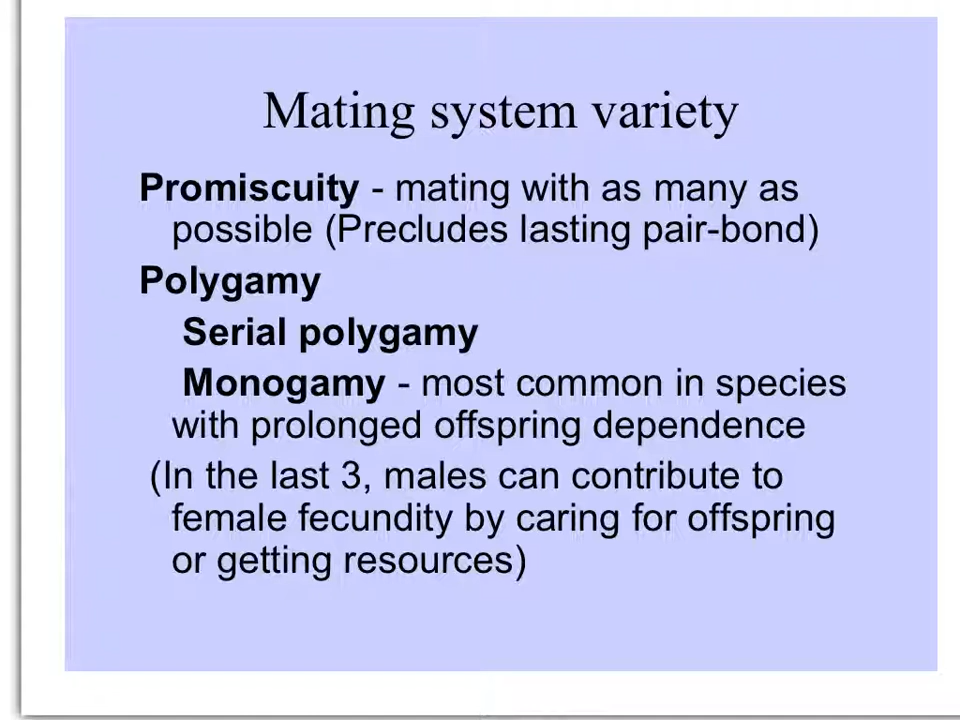 Mating system variety
Promiscuity - mating with as many as
possible (Precludes lasting pair-bond)
Polygamy
Serial polygamy
Monogamy - most common in species
with prolonged offspring dependence
(In the last 3, males can contribute to
female fecundity by caring for offspring
or getting resources)